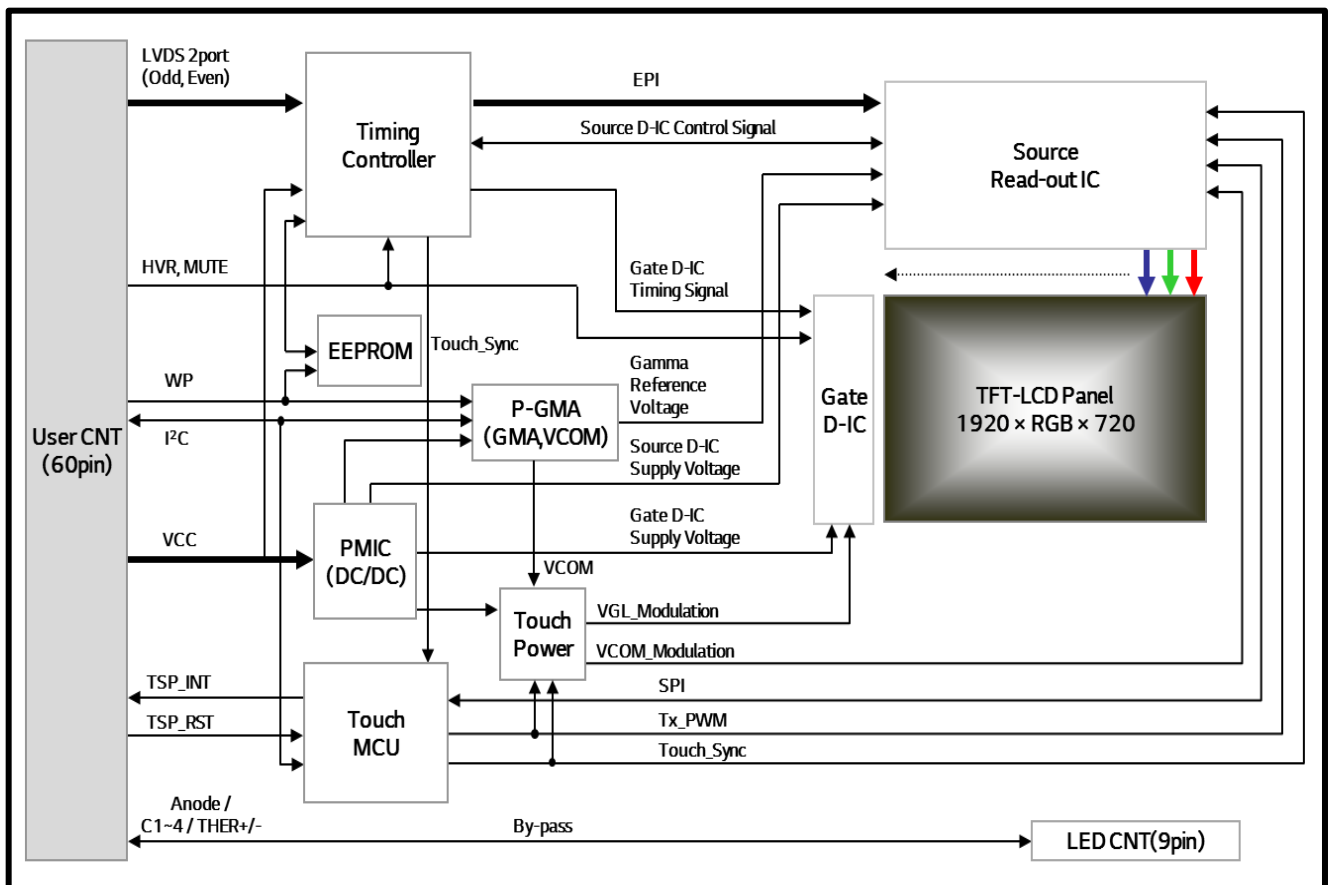 LVDS 2port
(Odd, Even)
Timing
Controller
EPI
Source D-IC Control Signal
Source
Read-out IC
HVR, MUTE
Gate D-IC
Timing Signal
EEPROM
Touch_Sync
WP
I²C
User CNT
(60pin)
P-GMA
(GMA,VCOM)
Gamma
Reference
Voltage
Source D-IC
Supply Voltage
Gate
D-IC
TFT-LCD Panel
1920 × RGB × 720
VCC
PMIC
(DC/DC)
Gate D-IC
Supply Voltage
VCOM
Touch
Power
VGL_Modulation
VCOM_Modulation
TSP_INT
TSP_RST
Touch
MCU
SPI
Tx_PWM
Touch_Sync
Anode /
C1~4 / THER+/-
By-pass
LED CNT(9pin)